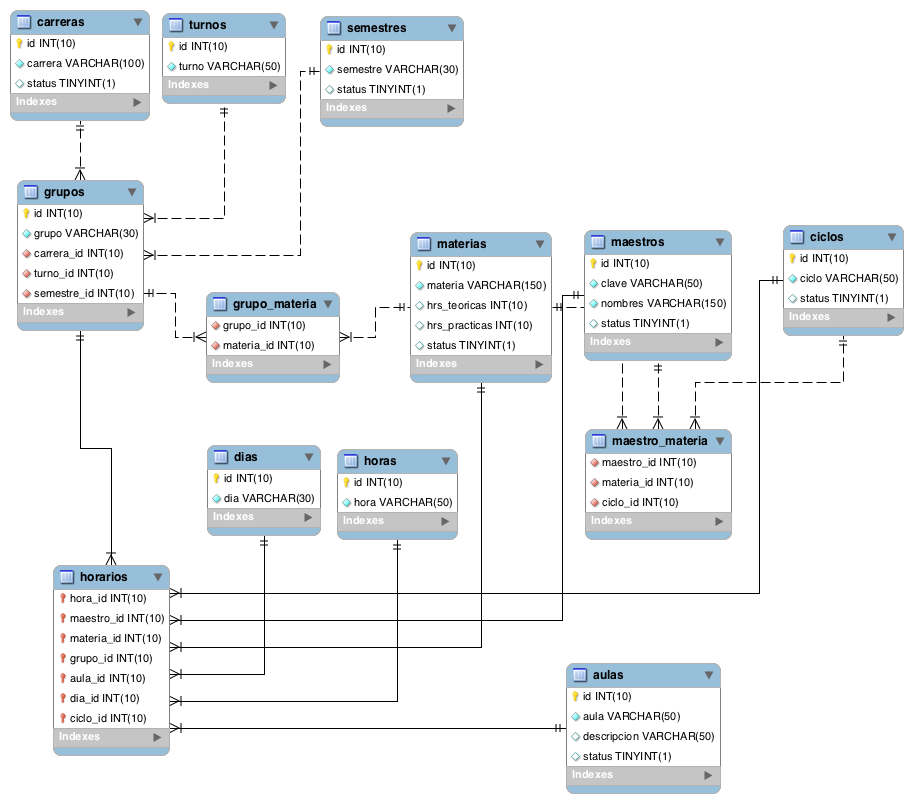 carreras
id INT(10)
carrera VARCHAR(100)
status TINYINT(1)
Indexes
turnos
id INT(10)
turno VARCHAR(50)
Indexes
semestres
id INT(10)
semestre VARCHAR(30)
status TINYINT(1)
Indexes
grupos
id INT(10)
grupo VARCHAR(30)
carrera_id INT(10)
turno_id INT(10)
semestre_id INT(10)
Indexes
grupo_materia
grupo_id INT(10)
materia_id INT(10)
Indexes
materias
id INT(10)
materia VARCHAR(150)
hrs_teoricas INT(10)
hrs_practicas INT(10)
status TINYINT(1)
Indexes
maestros
id INT(10)
clave VARCHAR(50)
nombres VARCHAR(150)
status TINYINT(1)
Indexes
ciclos
id INT(10)
ciclo VARCHAR(50)
status TINYINT(1)
Indexes
dias
id INT(10)
dia VARCHAR(30)
Indexes
horas
id INT(10)
hora VARCHAR(50)
Indexes
maestro_materia
maestro_id INT(10)
materia_id INT(10)
ciclo_id INT(10)
Indexes
horarios
hora_id INT(10)
maestro_id INT(10)
materia_id INT(10)
grupo_id INT(10)
aula_id INT(10)
dia_id INT(10)
ciclo_id INT(10)
Indexes
aulas
id INT(10)
aula VARCHAR(50)
descripcion VARCHAR(50)
status TINYINT(1)
Indexes